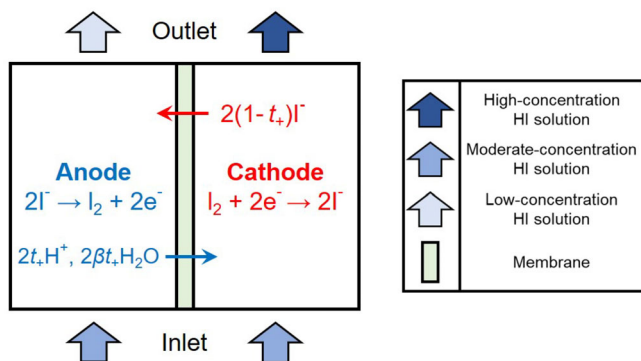 Outlet
2(1- t₊)I⁻
Anode
2I⁻ → I₂ + 2e⁻
Cathode
I₂ + 2e⁻ → 2I⁻
2t₊H⁺, 2βt₊H₂O
Inlet
High-concentration
HI solution
Moderate-concentration
HI solution
Low-concentration
HI solution
Membrane